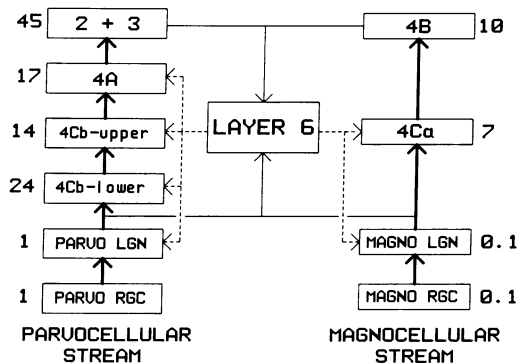 45 2 + 3 4B 10
17 4A
14 4Cb-upper LAYER 6 4Cα 7
24 4Cb-lower
1 PARVO LGN MAGNO LGN 0.1
1 PARVO RGC MAGNO RGC 0.1
PARVOCELLULAR MAGNOCELLULAR
STREAM STREAM